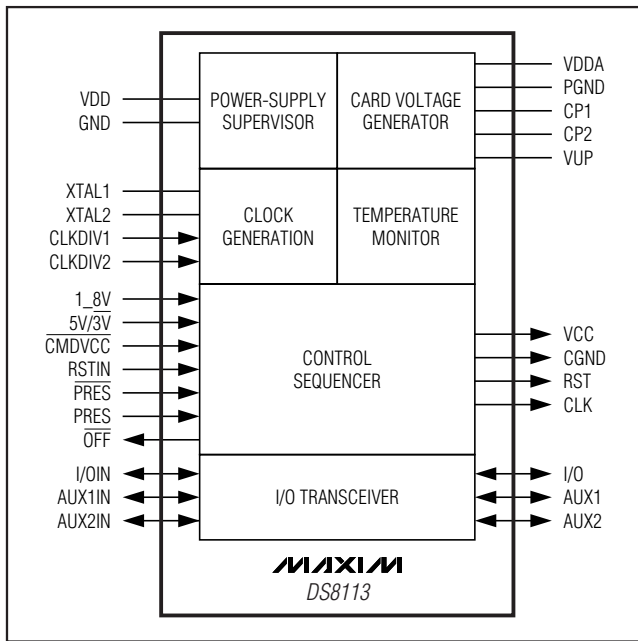 VDD
GND
XTAL1
XTAL2
CLKDIV1
CLKDIV2
1_8V
5V/3V
CMDVCC
RSTIN
PRES
PRES
OFF
I/OIN
AUX1IN
AUX2IN
POWER-SUPPLY
SUPERVISOR
CARD VOLTAGE
GENERATOR
CLOCK
GENERATION
TEMPERATURE
MONITOR
CONTROL
SEQUENCER
I/O TRANSCEIVER
MAXIM
DS8113
VDDA
PGND
CP1
CP2
VUP
VCC
CGND
RST
CLK
I/O
AUX1
AUX2